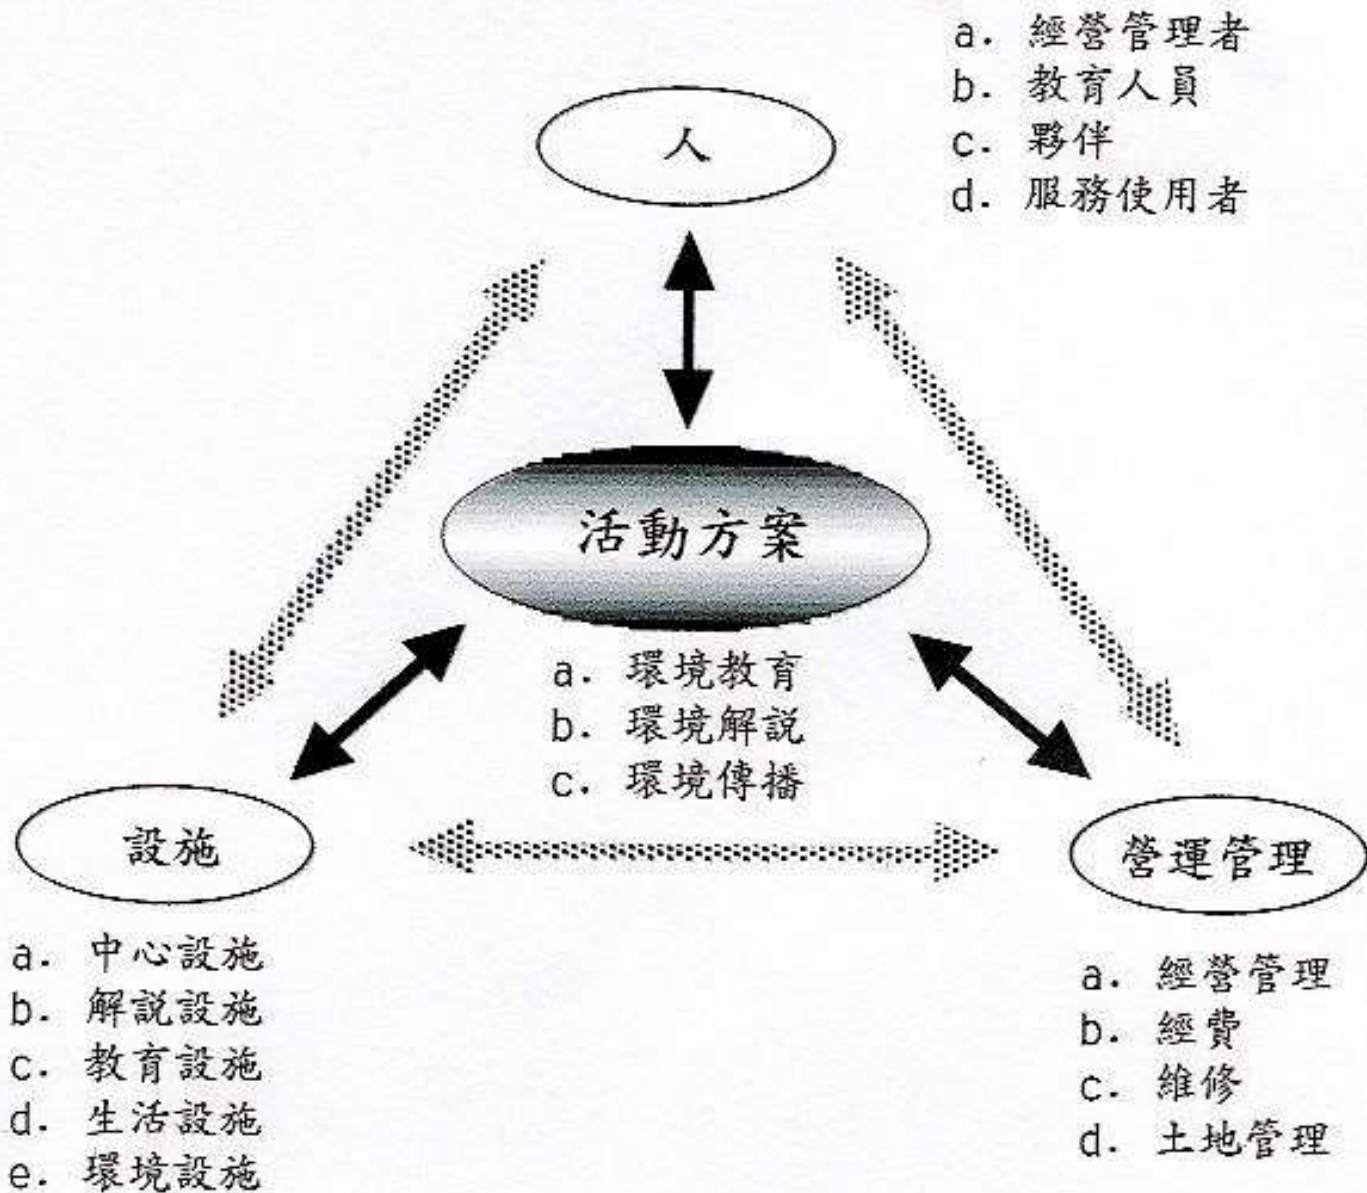 a. 經營管理者
b. 教育人員
c. 夥伴
d. 服務使用者
人
活動方案
a. 環境教育
b. 環境解説
c. 環境傳播
設施
a. 中心設施
b. 解説設施
c. 教育設施
d. 生活設施
e. 環境設施
營運管理
a. 經營管理
b. 經費
c. 維修
d. 土地管理